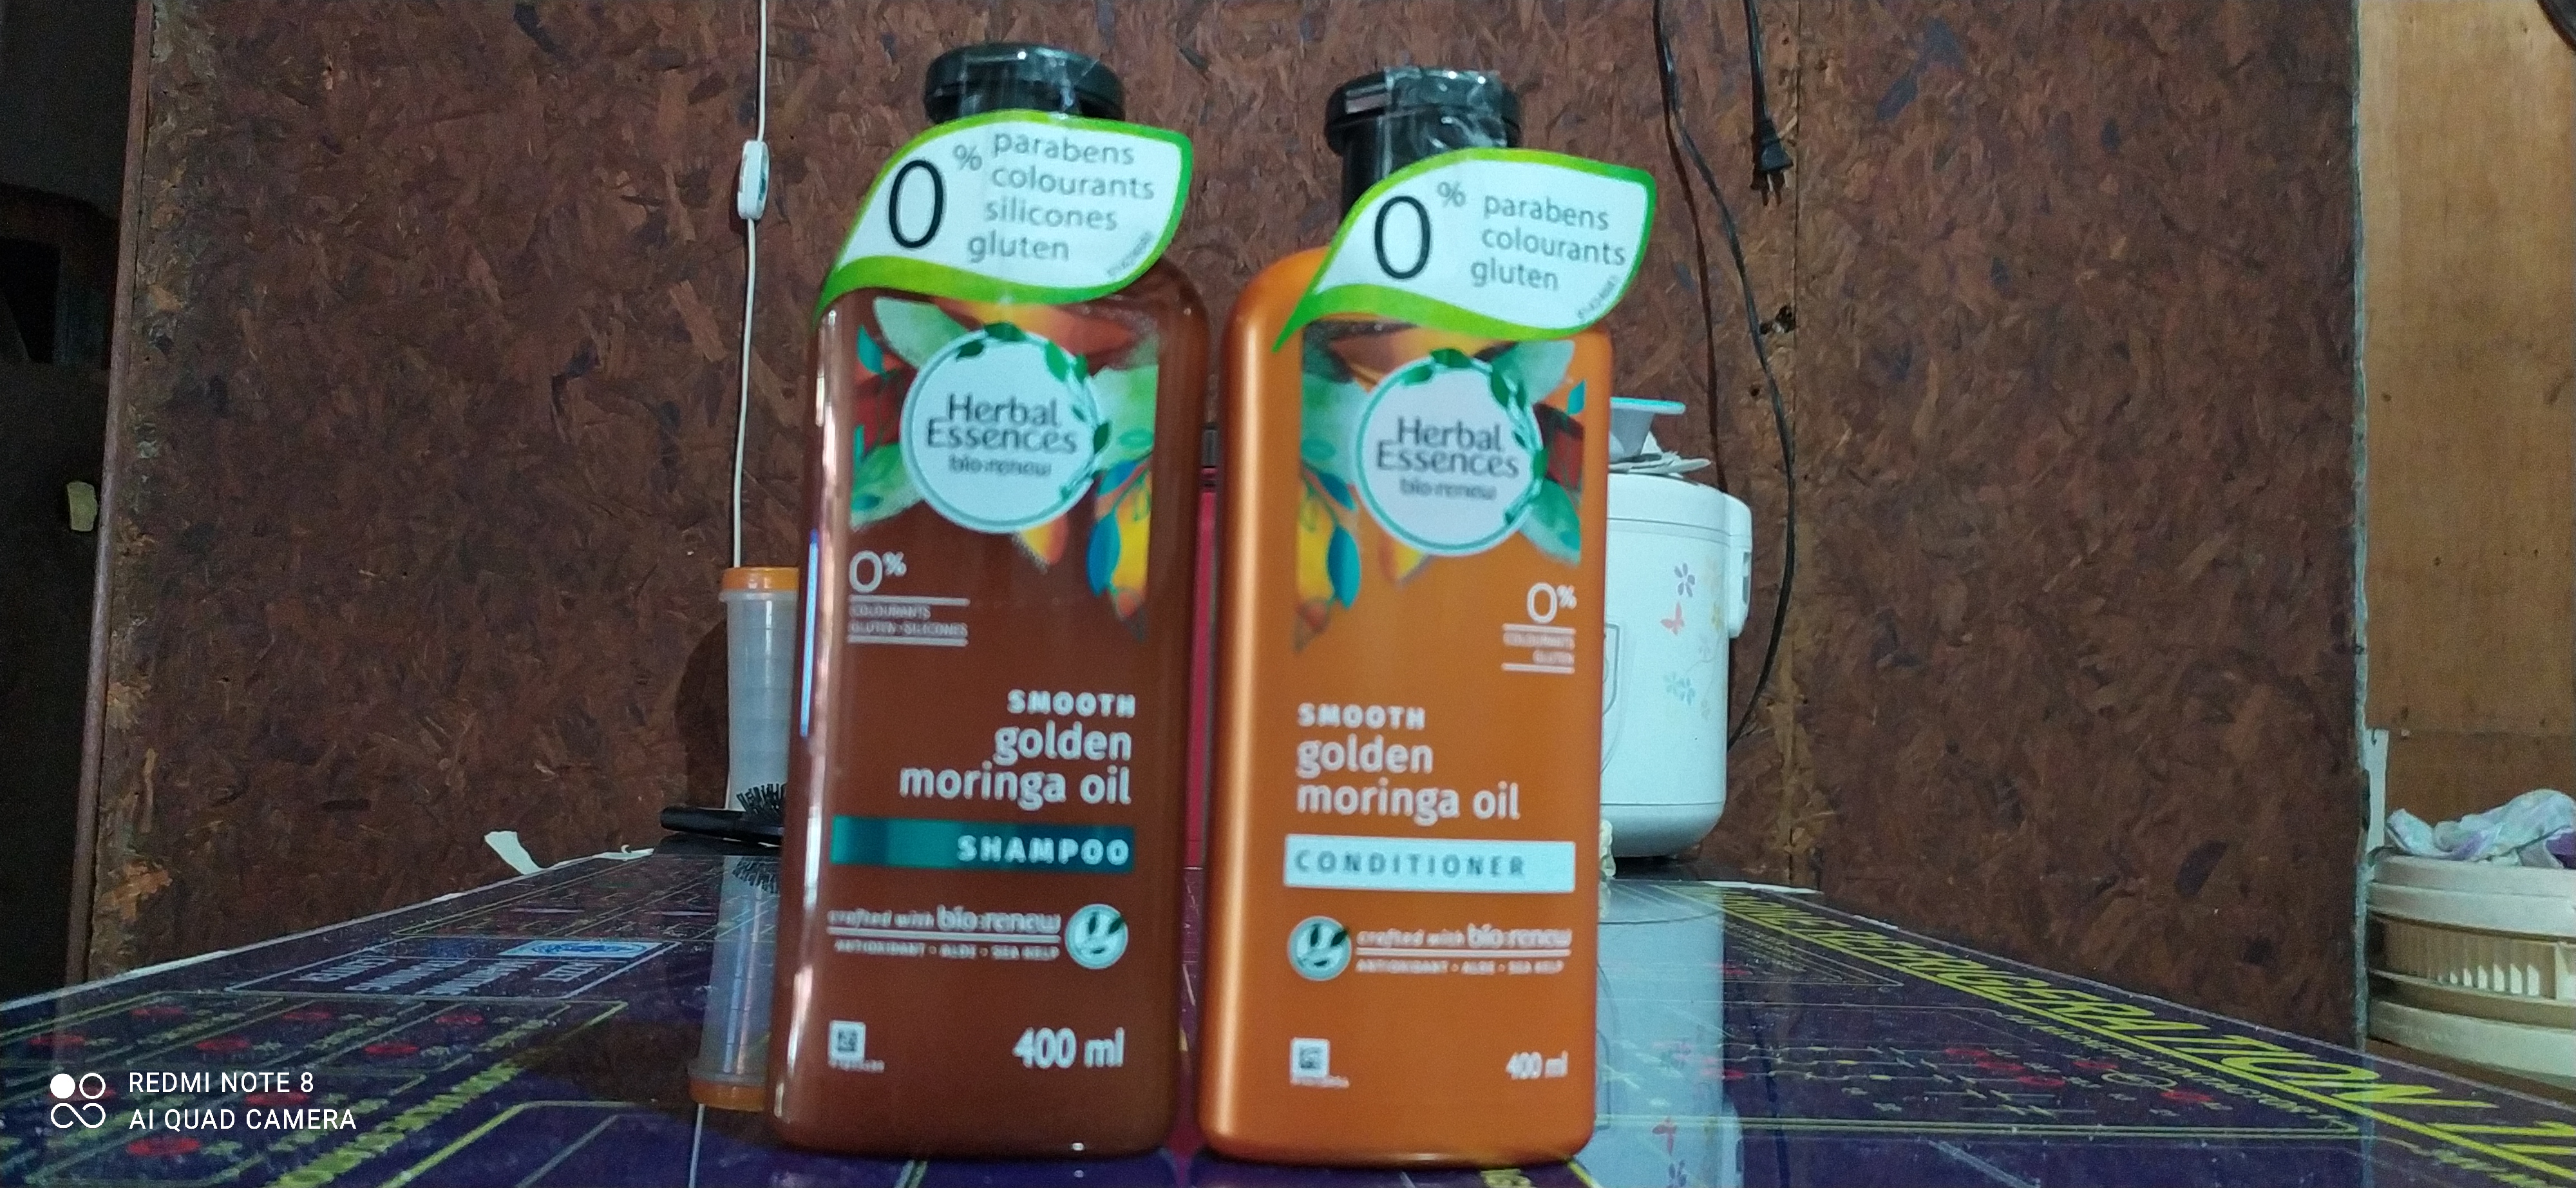 0% parabens
colourants
silicones
gluten
Herbal
Essences
bio:renew
0%
COLOURANTS
GLUTEN • SILICONES
SMOOTH
golden
moringa oil
SHAMPOO
crafted with bio:renew
ANTIOXIDANT • ALOE • SEA KELP
400 ml
0% parabens
colourants
gluten
Herbal
Essences
bio:renew
0%
COLOURANTS
GLUTEN
SMOOTH
golden
moringa oil
CONDITIONER
crafted with bio:renew
ANTIOXIDANT • ALOE • SEA KELP
400 ml
REDMI NOTE 8
AI QUAD CAMERA